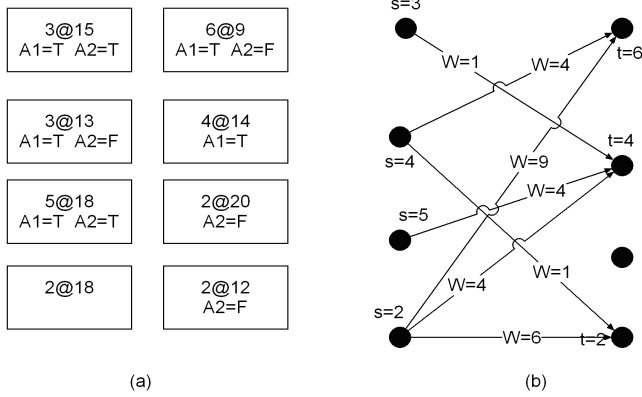 3@15
A1=T A2=T
6@9
A1=T A2=F
3@13
A1=T A2=F
4@14
A1=T
5@18
A1=T A2=T
2@20
A2=F
2@18
2@12
A2=F
(a)
s=3
t=6
W=1
W=4
t=4
s=4
W=9
W=4
s=5
W=1
W=4
s=2
W=6
t=2
(b)